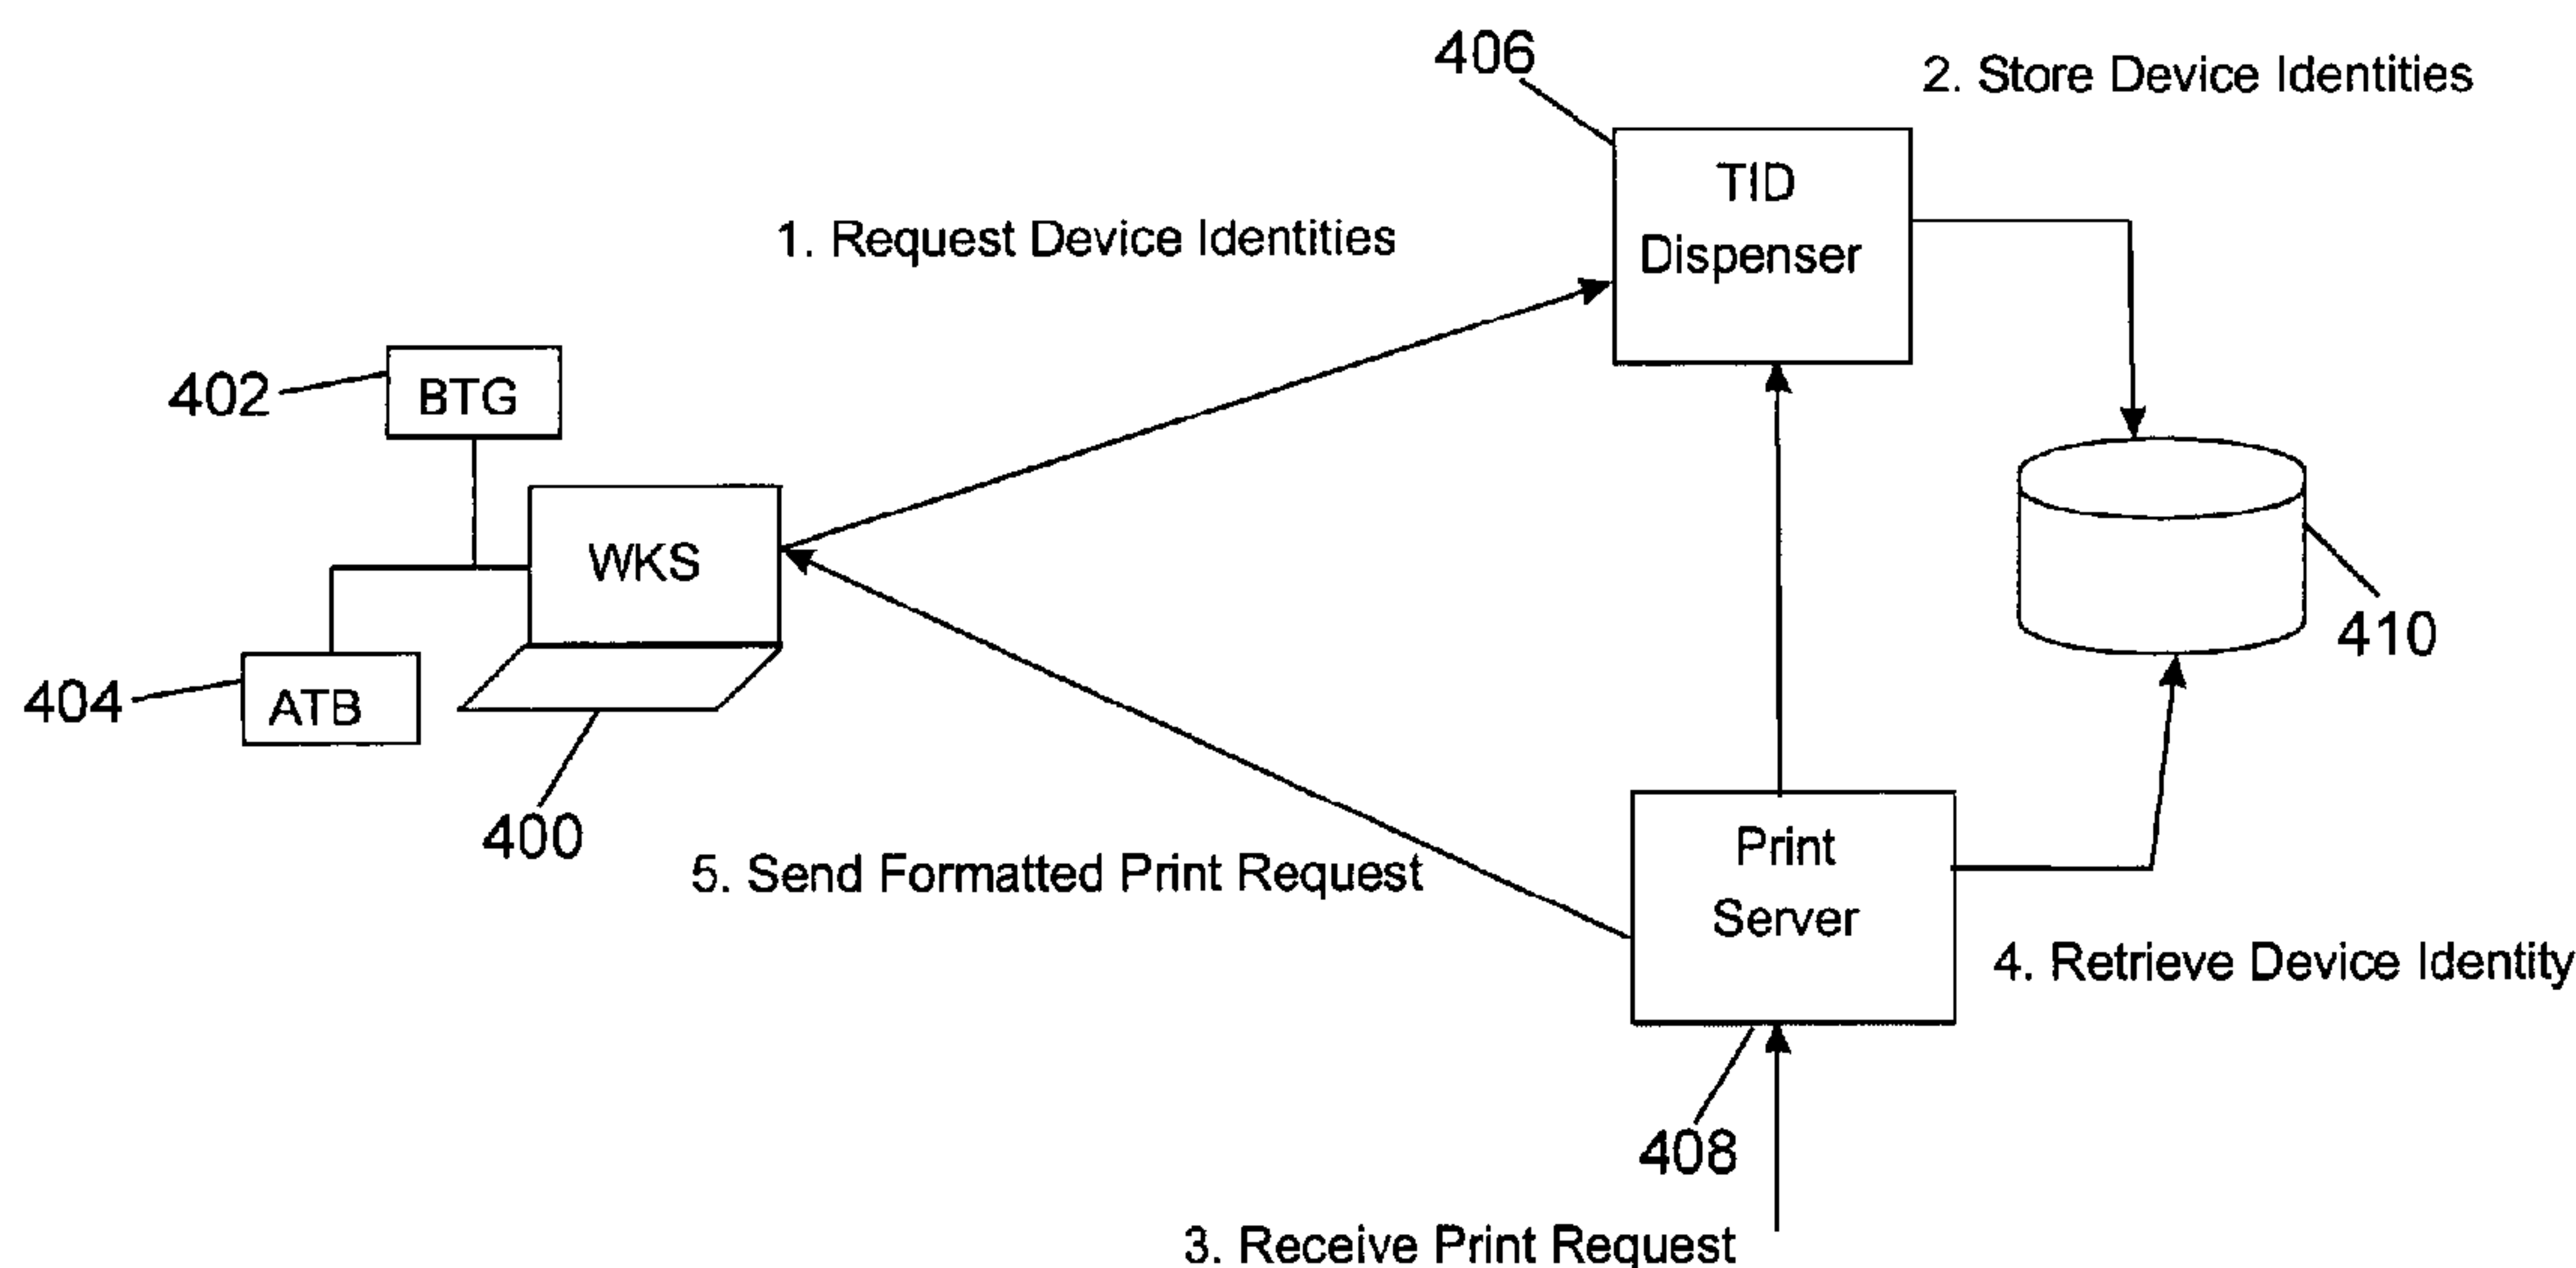 406
2. Store Device Identities
TID
Dispenser
1. Request Device Identities
402
BTG
WKS
410
404
ATB
400
Print
Server
5. Send Formatted Print Request
4. Retrieve Device Identity
408
3. Receive Print Request